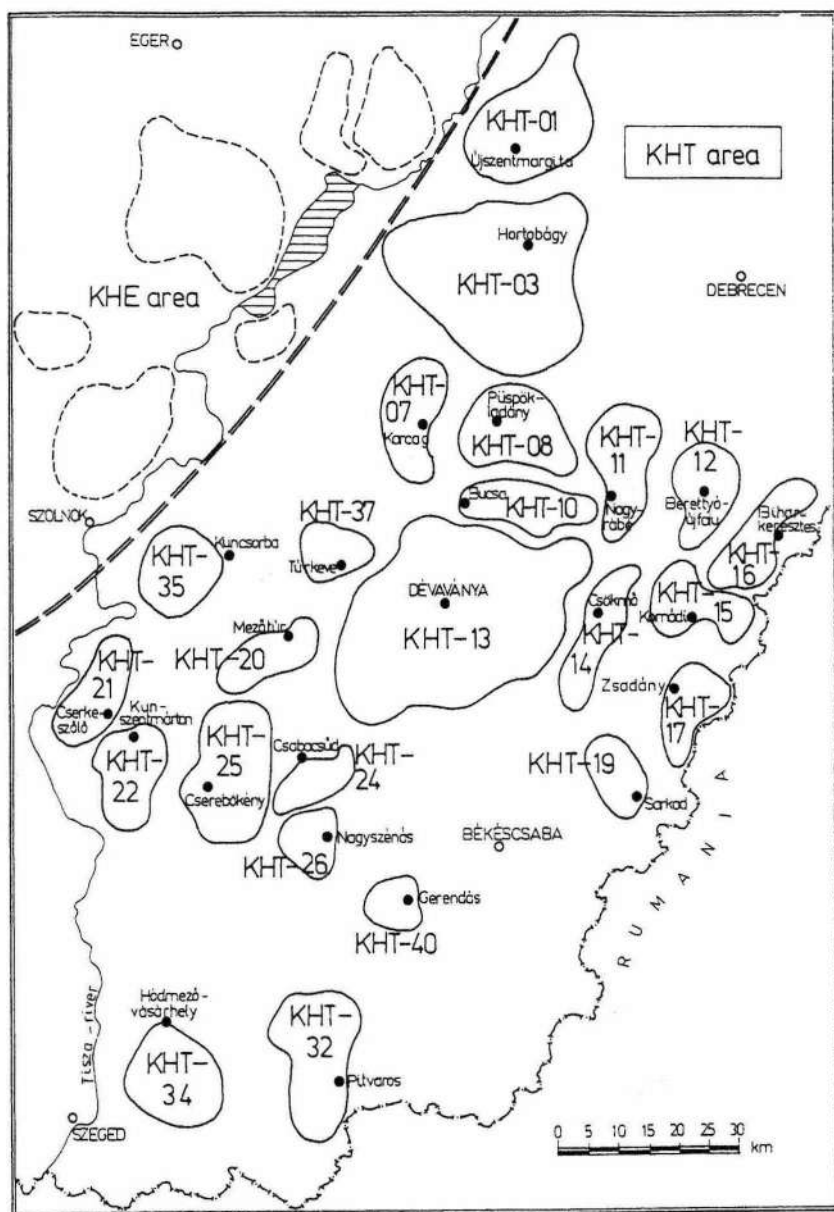 EGER
KHT-01
Újszentmargita
KHT area
Hortobágy
KHT-03
KHE area
DEBRECEN
KHT-
07
Karcag
Püspök-
ladány
KHT-08
KHT-
11
Nagy-
rábé
KHT-
12
Berettyó-
újfalu
Bucsa
KHT-10
Bihar-
keresztes
KHT-
16
SZOLNOK
KHT-37
Túrkeve
Kuncsorba
KHT-
35
DÉVAVÁNYA
KHT-13
Csökmő
KHT-
14
KHT-
15
Komádi
Mezőtúr
KHT-20
KHT-
21
Cserke-
szőlő
Kun-
szentmárton
KHT-
22
KHT-
25
Cserebökény
Csabacsűd
KHT-
24
Zsadány
KHT-
17
KHT-19
Sarkad
Nagyszénás
KHT-26
BÉKÉSCSABA
Gerendás
KHT-40
RUMANIA
Hódmező-
vásárhely
KHT-
34
KHT-
32
Pitvaros
Tisza-river
SZEGED
0 5 10 15 20 25 30
km